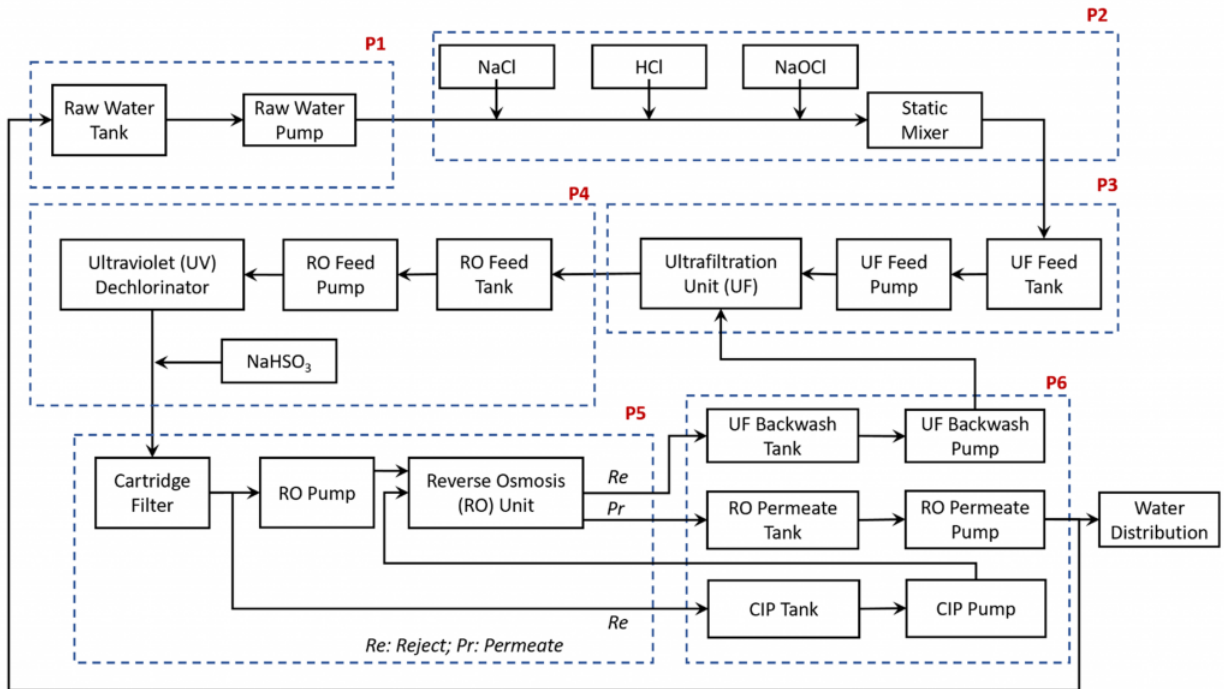 P1
P2
Raw Water
Tank
Raw Water
Pump
NaCl
HCl
NaOCl
Static
Mixer
P4
P3
Ultraviolet (UV)
Dechlorinator
RO Feed
Pump
RO Feed
Tank
Ultrafiltration
Unit (UF)
UF Feed
Pump
UF Feed
Tank
NaHSO₃
P5
P6
Cartridge
Filter
RO Pump
Reverse Osmosis
(RO) Unit
Re
Pr
UF Backwash
Tank
UF Backwash
Pump
RO Permeate
Tank
RO Permeate
Pump
Water
Distribution
CIP Tank
CIP Pump
Re
Re: Reject; Pr: Permeate